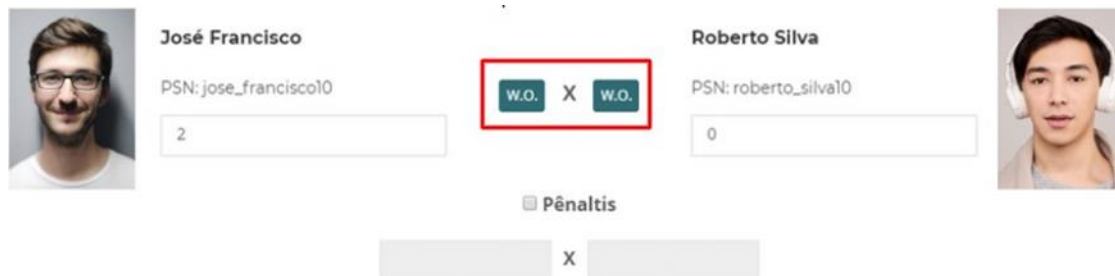 José Francisco
PSN: jose_francisco10
2
W.O. X W.O.
Roberto Silva
PSN: roberto_silva10
0
Pênaltis
X